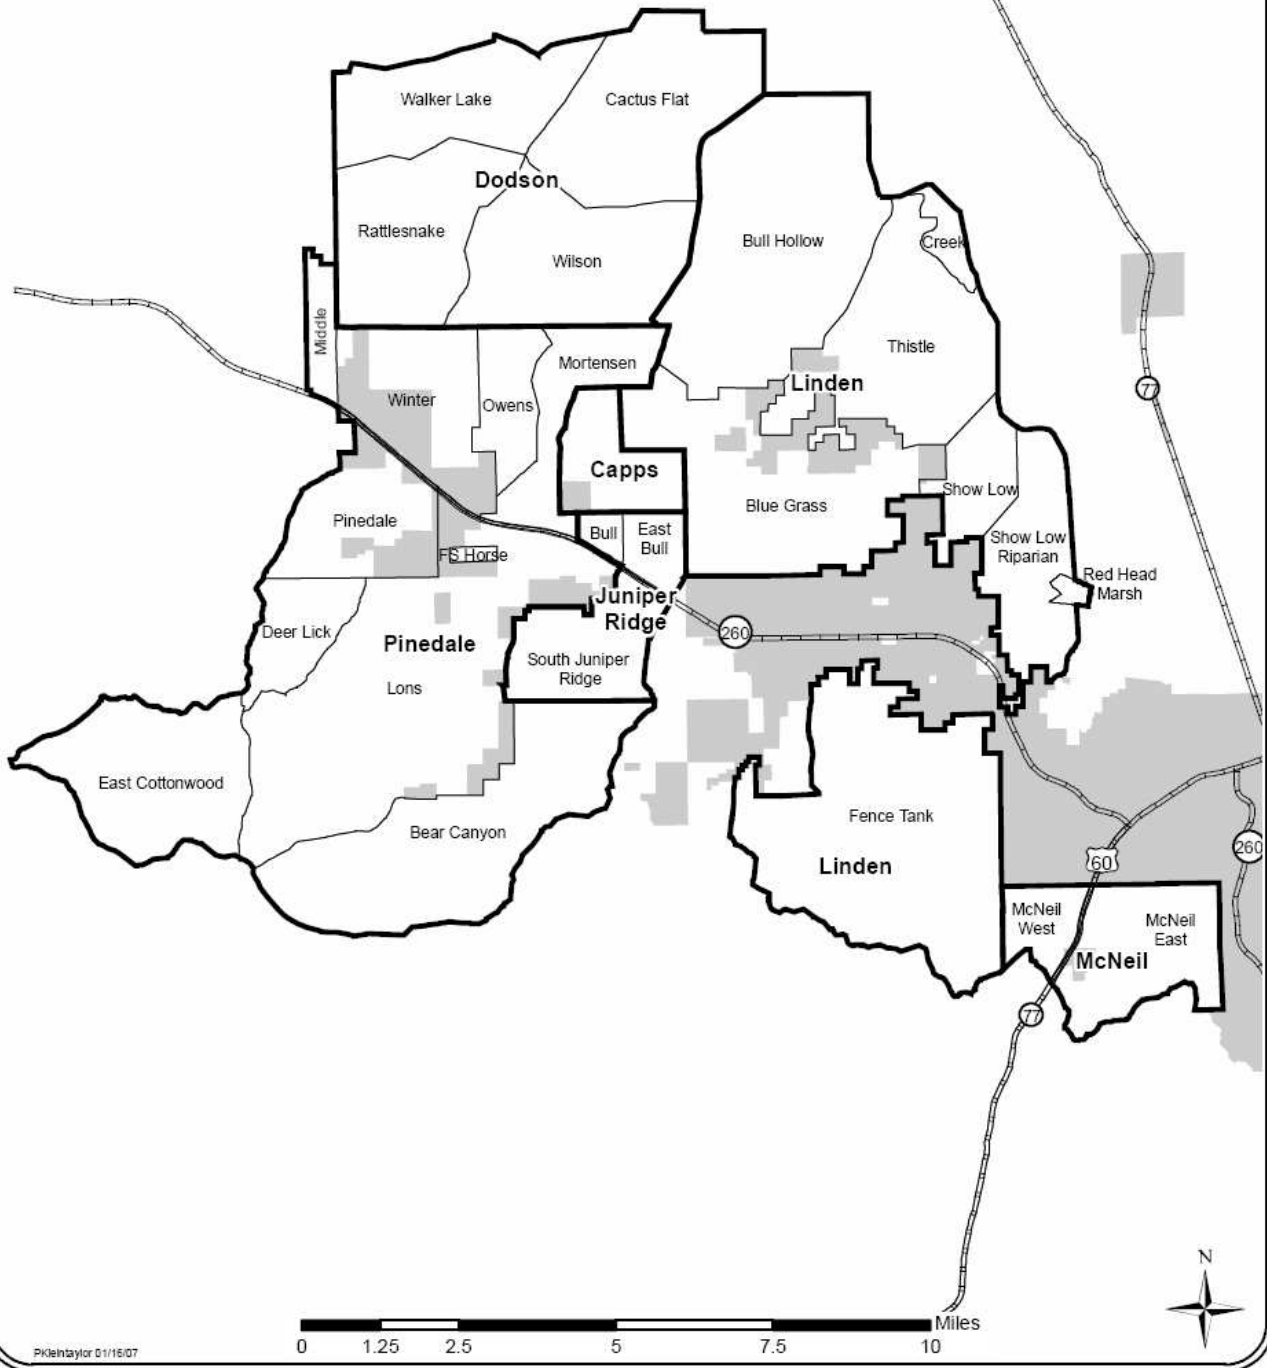 Walker Lake
Cactus Flat
Dodson
Rattlesnake
Bull Hollow
Creek
Wilson
Middle
Thistle
Mortensen
Linden
77
Winter
Owens
Capps
Show Low
Blue Grass
Pinedale
Bull
East
Bull
Show Low
Riparian
FS Horse
Red Head
Marsh
Juniper
Ridge
260
Deer Lick
Pinedale
South Juniper
Ridge
Lons
East Cottonwood
Bear Canyon
Fence Tank
Linden
60
260
McNeil
West
McNeil
East
McNeil
77
N
Miles
0 1.25 2.5 5 7.5 10
PKleintaylor 01/16/07